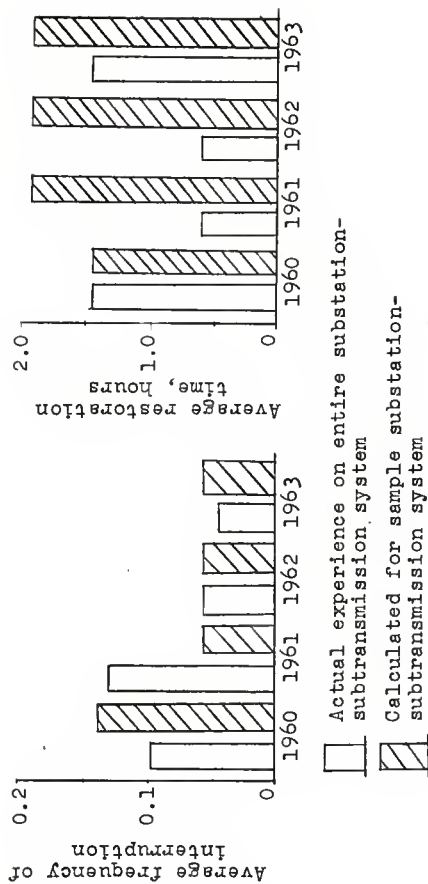 Average frequency of
interruption
0.2
0.1
0
1960
1961
1962
1963
Average restoration
time, hours
2.0
1.0
0
1960
1961
1962
1963
Actual experience on entire substation-
subtransmission system
Calculated for sample substation-
subtransmission system